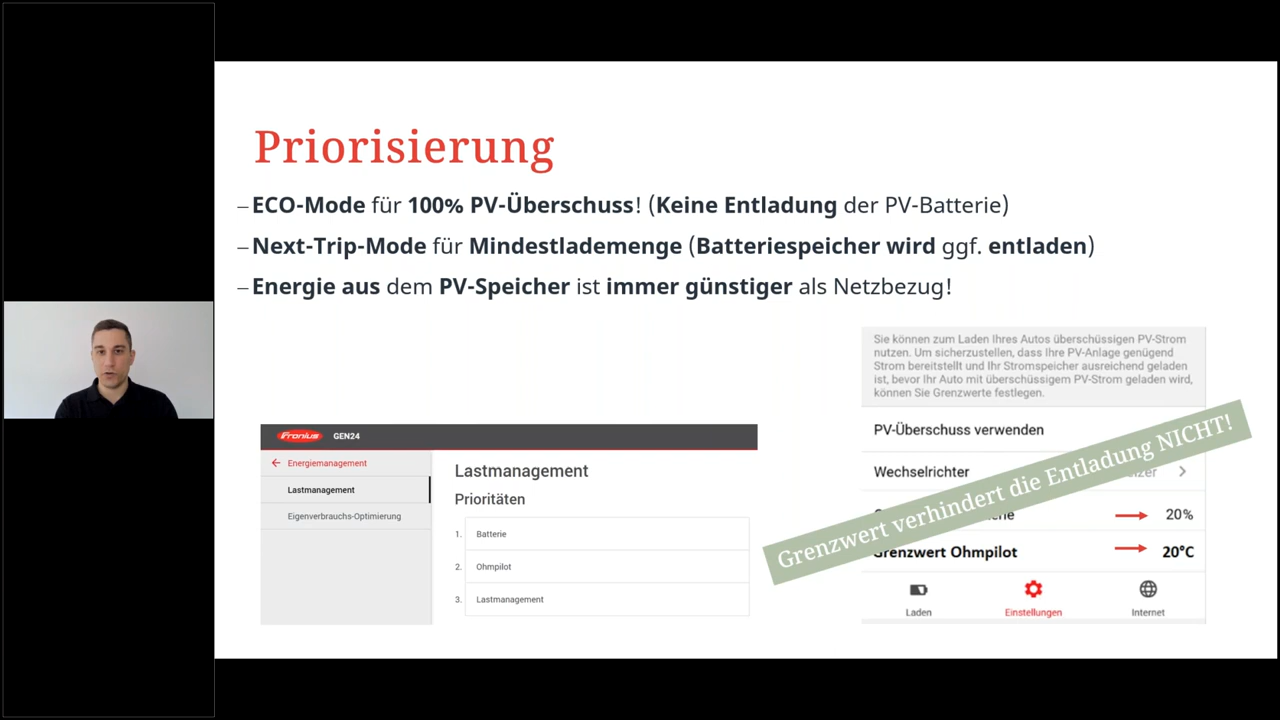 Priorisierung
– ECO-Mode für 100% PV-Überschuss! (Keine Entladung der PV-Batterie)
– Next-Trip-Mode für Mindestlademenge (Batteriespeicher wird ggf. entladen)
– Energie aus dem PV-Speicher ist immer günstiger als Netzbezug!
Fronius GEN24
Energiemanagement
Lastmanagement
Eigenverbrauchs-Optimierung
Lastmanagement
Prioritäten
1. Batterie
2. Ohmpilot
3. Lastmanagement
Sie können zum Laden Ihres Autos überschüssigen PV-Strom
nutzen. Um sicherzustellen, dass Ihre PV-Anlage genügend
Strom bereitstellt und Ihr Stromspeicher ausreichend geladen
ist, bevor Ihr Auto mit überschüssigem PV-Strom geladen wird,
können Sie Grenzwerte festlegen.
PV-Überschuss verwenden
Wechselrichter
20%
Grenzwert Ohmpilot 20°C
Grenzwert verhindert die Entladung NICHT!
Laden Einstellungen Internet